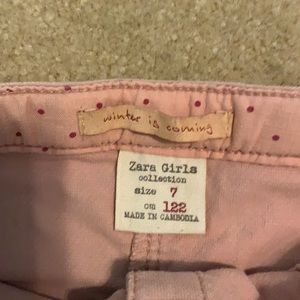 winter is coming
Zara Girls
collection
size 7
cm 122
MADE IN CAMBODIA